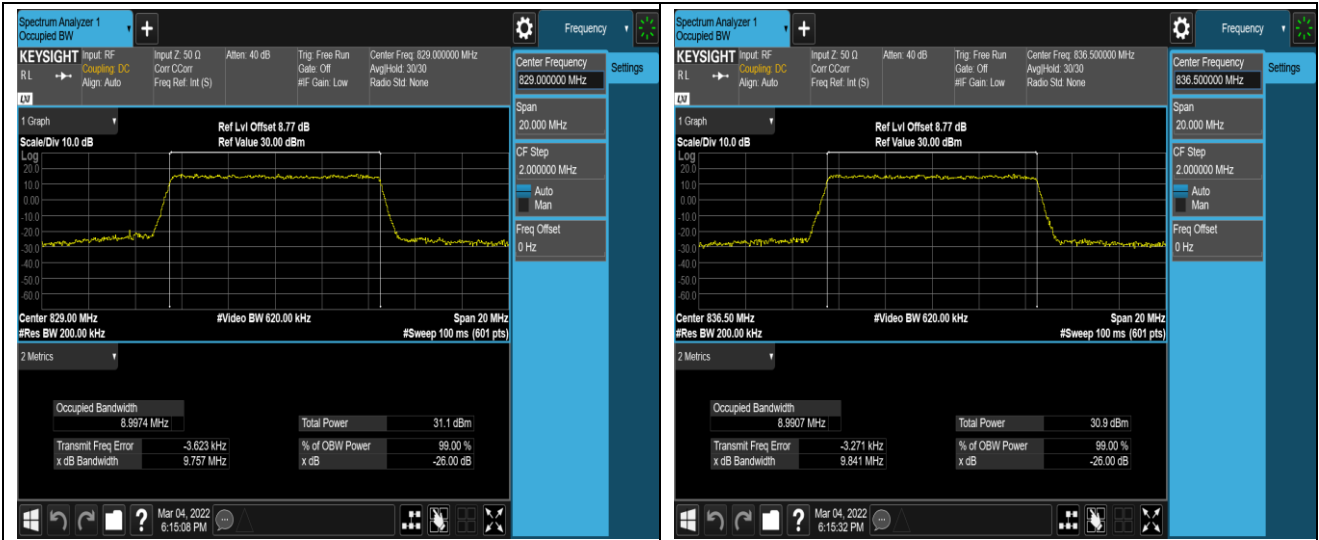 Spectrum Analyzer 1
Occupied BW
+
Frequency
KEYSIGHT
RL
LXI
Input: RF
Coupling: DC
Align: Auto
Input Z: 50 Ω
Corr CCorr
Freq Ref: Int (S)
Atten: 40 dB
Trig: Free Run
Gate: Off
#IF Gain: Low
Center Freq: 829.000000 MHz
Avg|Hold: 30/30
Radio Std: None
Center Frequency
829.000000 MHz
Settings
Span
20.000 MHz
CF Step
2.000000 MHz
Auto
Man
Freq Offset
0 Hz
1 Graph
Scale/Div 10.0 dB
Ref Lvl Offset 8.77 dB
Ref Value 30.00 dBm
Log
20.0
10.0
0.00
-10.0
-20.0
-30.0
-40.0
-50.0
-60.0
Center 829.00 MHz
#Video BW 620.00 kHz
Span 20 MHz
#Res BW 200.00 kHz
#Sweep 100 ms (601 pts)
2 Metrics
Occupied Bandwidth
8.9974 MHz
Total Power 31.1 dBm
Transmit Freq Error -3.623 kHz
% of OBW Power 99.00 %
x dB Bandwidth 9.757 MHz
x dB -26.00 dB
?
Mar 04, 2022
6:15:08 PM
Spectrum Analyzer 1
Occupied BW
+
Frequency
KEYSIGHT
RL
LXI
Input: RF
Coupling: DC
Align: Auto
Input Z: 50 Ω
Corr CCorr
Freq Ref: Int (S)
Atten: 40 dB
Trig: Free Run
Gate: Off
#IF Gain: Low
Center Freq: 836.500000 MHz
Avg|Hold: 30/30
Radio Std: None
Center Frequency
836.500000 MHz
Settings
Span
20.000 MHz
CF Step
2.000000 MHz
Auto
Man
Freq Offset
0 Hz
1 Graph
Scale/Div 10.0 dB
Ref Lvl Offset 8.77 dB
Ref Value 30.00 dBm
Log
20.0
10.0
0.00
-10.0
-20.0
-30.0
-40.0
-50.0
-60.0
Center 836.50 MHz
#Video BW 620.00 kHz
Span 20 MHz
#Res BW 200.00 kHz
#Sweep 100 ms (601 pts)
2 Metrics
Occupied Bandwidth
8.9907 MHz
Total Power 30.9 dBm
Transmit Freq Error -3.271 kHz
% of OBW Power 99.00 %
x dB Bandwidth 9.841 MHz
x dB -26.00 dB
?
Mar 04, 2022
6:15:32 PM